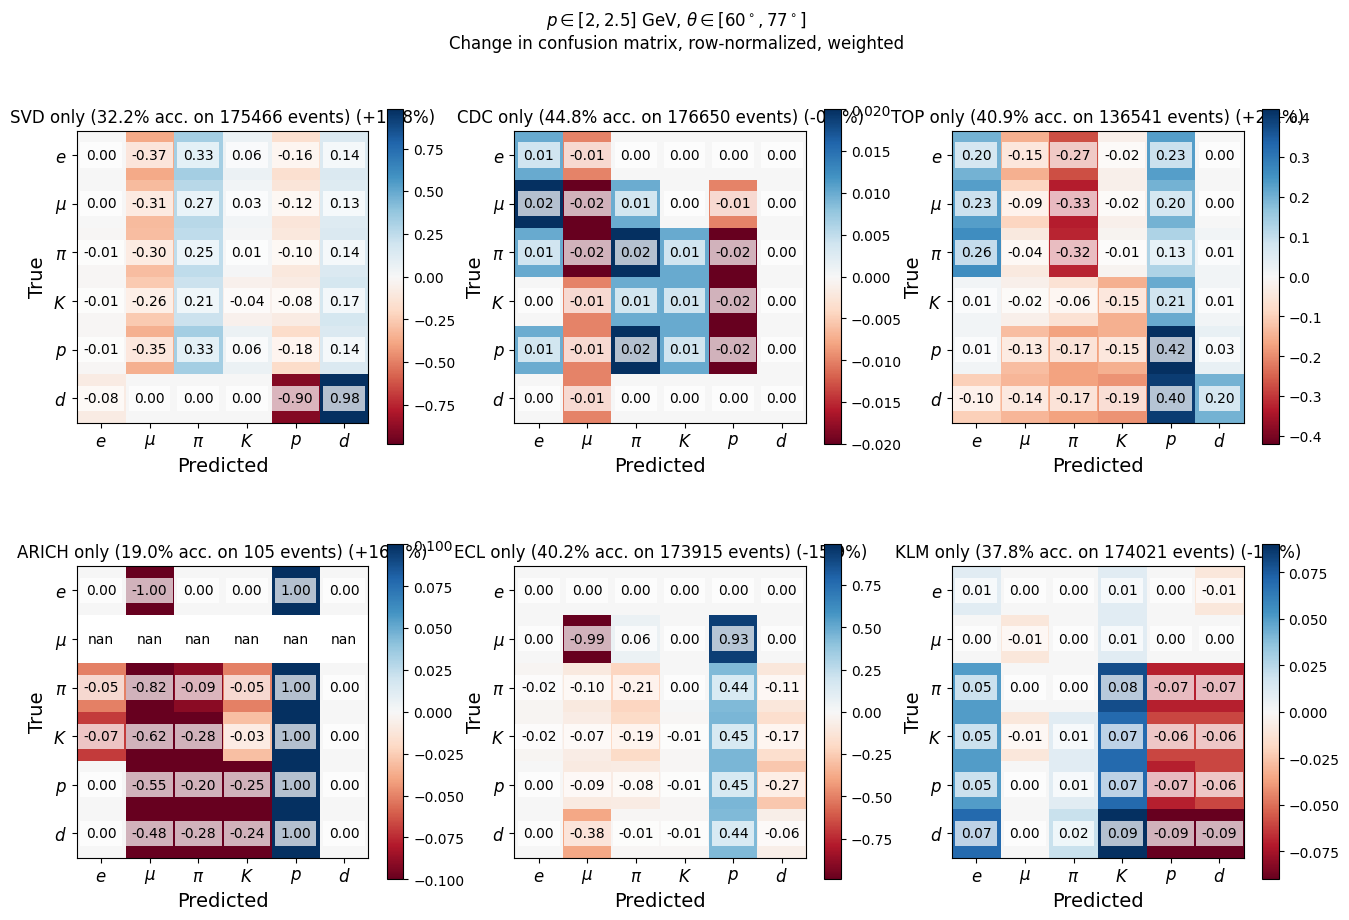 p ∈ [2, 2.5] GeV, θ ∈ [60°, 77°]
Change in confusion matrix, row-normalized, weighted
SVD only (32.2% acc. on 175466 events)
e 0.00 -0.37 0.33 0.06 -0.16 0.14
μ 0.00 -0.31 0.27 0.03 -0.12 0.13
π -0.01 -0.30 0.25 0.01 -0.10 0.14
K -0.01 -0.26 0.21 -0.04 -0.08 0.17
p -0.01 -0.35 0.33 0.06 -0.18 0.14
d -0.08 0.00 0.00 0.00 -0.90 0.98
e μ π K p d
True
Predicted
0.75
0.50
0.25
0.00
−0.25
−0.50
−0.75
CDC only (44.8% acc. on 176650 events)
e 0.01 -0.01 0.00 0.00 0.00 0.00
μ 0.02 -0.02 0.01 0.00 -0.01 0.00
π 0.01 -0.02 0.02 0.01 -0.02 0.00
K 0.00 -0.01 0.01 0.01 -0.02 0.00
p 0.01 -0.01 0.02 0.01 -0.02 0.00
d 0.00 -0.01 0.00 0.00 0.00 0.00
e μ π K p d
True
Predicted
0.020
0.015
0.010
0.005
0.000
−0.005
−0.010
−0.015
−0.020
TOP only (40.9% acc. on 136541 events)
e 0.20 -0.15 -0.27 -0.02 0.23 0.00
μ 0.23 -0.09 -0.33 -0.02 0.20 0.00
π 0.26 -0.04 -0.32 -0.01 0.13 0.01
K 0.01 -0.02 -0.06 -0.15 0.21 0.01
p 0.01 -0.13 -0.17 -0.15 0.42 0.03
d -0.10 -0.14 -0.17 -0.19 0.40 0.20
e μ π K p d
True
Predicted
0.4
0.3
0.2
0.1
0.0
−0.1
−0.2
−0.3
−0.4
ARICH only (19.0% acc. on 105 events)
e 0.00 -1.00 0.00 0.00 1.00 0.00
μ nan nan nan nan nan nan
π -0.05 -0.82 -0.09 -0.05 1.00 0.00
K -0.07 -0.62 -0.28 -0.03 1.00 0.00
p 0.00 -0.55 -0.20 -0.25 1.00 0.00
d 0.00 -0.48 -0.28 -0.24 1.00 0.00
e μ π K p d
True
Predicted
0.100
0.075
0.050
0.025
0.000
−0.025
−0.050
−0.075
−0.100
ECL only (40.2% acc. on 173915 events)
e 0.00 0.00 0.00 0.00 0.00 0.00
μ 0.00 -0.99 0.06 0.00 0.93 0.00
π -0.02 -0.10 -0.21 0.00 0.44 -0.11
K -0.02 -0.07 -0.19 -0.01 0.45 -0.17
p 0.00 -0.09 -0.08 -0.01 0.45 -0.27
d 0.00 -0.38 -0.01 -0.01 0.44 -0.06
e μ π K p d
True
Predicted
0.75
0.50
0.25
0.00
−0.25
−0.50
−0.75
KLM only (37.8% acc. on 174021 events)
e 0.01 0.00 0.00 0.01 0.00 -0.01
μ 0.00 -0.01 0.00 0.01 0.00 0.00
π 0.05 0.00 0.00 0.08 -0.07 -0.07
K 0.05 -0.01 0.01 0.07 -0.06 -0.06
p 0.05 0.00 0.01 0.07 -0.07 -0.06
d 0.07 0.00 0.02 0.09 -0.09 -0.09
e μ π K p d
True
Predicted
0.075
0.050
0.025
0.000
−0.025
−0.050
−0.075